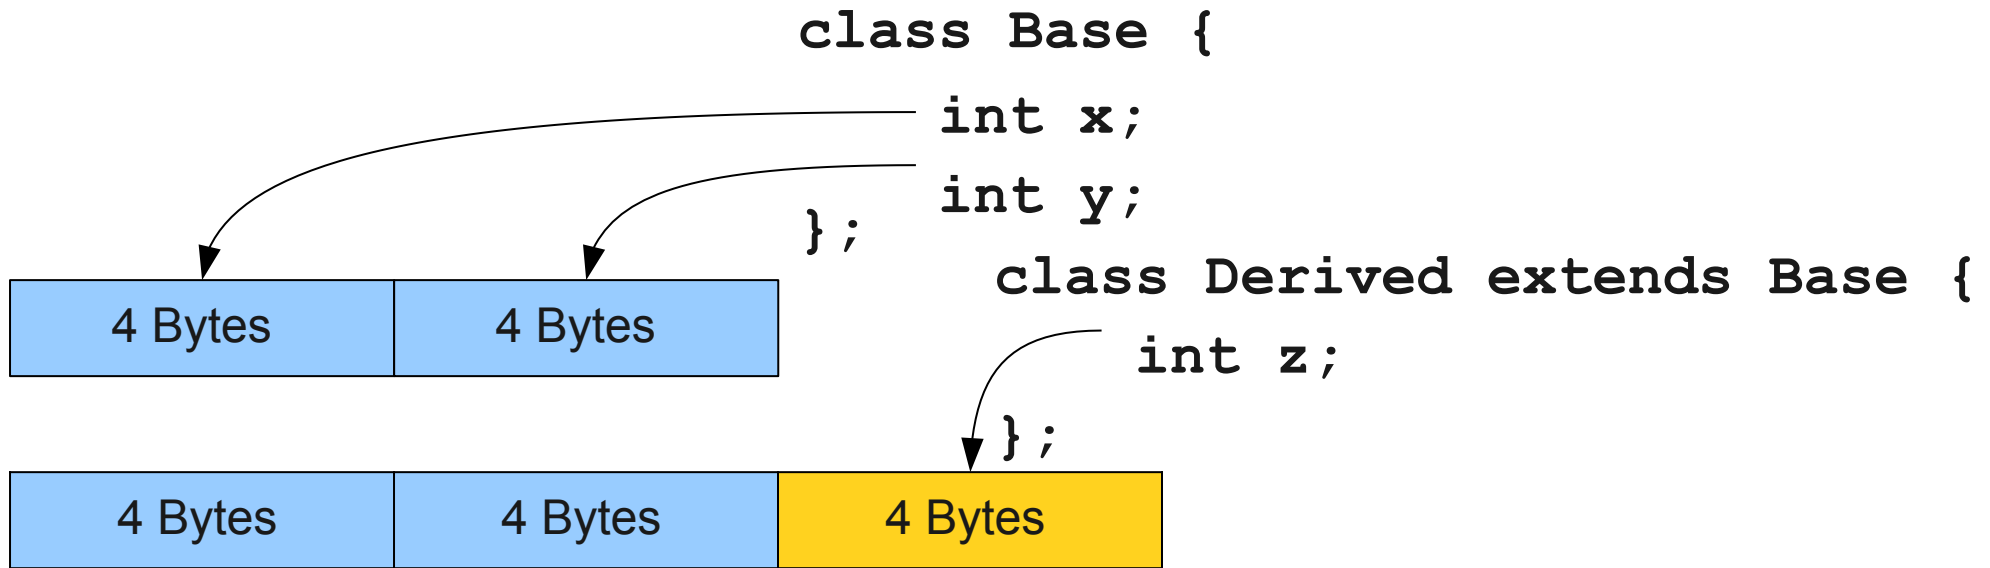 class Base {
int x;
int y;
};
4 Bytes 4 Bytes
class Derived extends Base {
int z;
};
4 Bytes 4 Bytes 4 Bytes